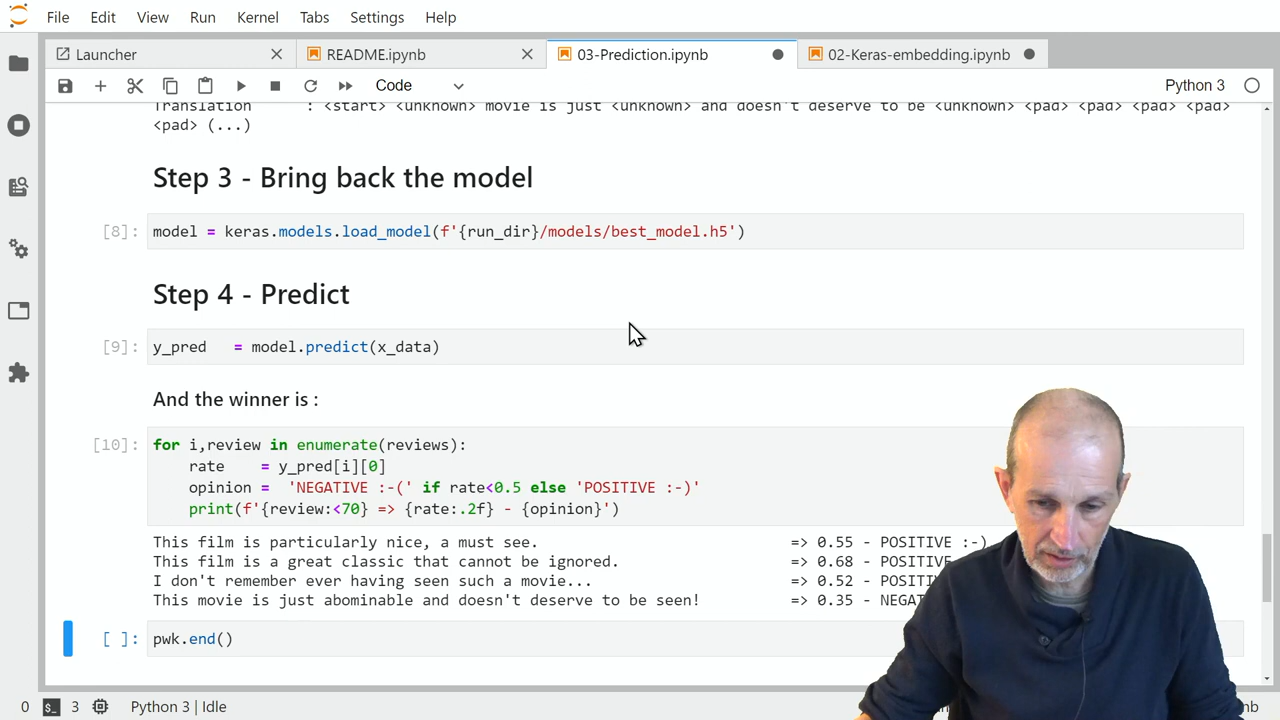 File Edit View Run Kernel Tabs Settings Help
Launcher README.ipynb 03-Prediction.ipynb 02-Keras-embedding.ipynb
Code Python 3
Translation : <start> <unknown> movie is just <unknown> and doesn't deserve to be <unknown> <pad> <pad> <pad> <pad>
<pad> (...)
Step 3 - Bring back the model
[8]: model = keras.models.load_model(f'{run_dir}/models/best_model.h5')
Step 4 - Predict
[9]: y_pred = model.predict(x_data)
And the winner is :
[10]: for i,review in enumerate(reviews):
rate = y_pred[i][0]
opinion = 'NEGATIVE :-(' if rate<0.5 else 'POSITIVE :-)'
print(f'{review:<70} => {rate:.2f} - {opinion}')
This film is particularly nice, a must see. => 0.55 - POSITIVE :-)
This film is a great classic that cannot be ignored. => 0.68 - POSITIV
I don't remember ever having seen such a movie... => 0.52 - POSITI
This movie is just abominable and doesn't deserve to be seen! => 0.35 - NEGA
[ ]: pwk.end()
0 3 Python 3 | Idle nb